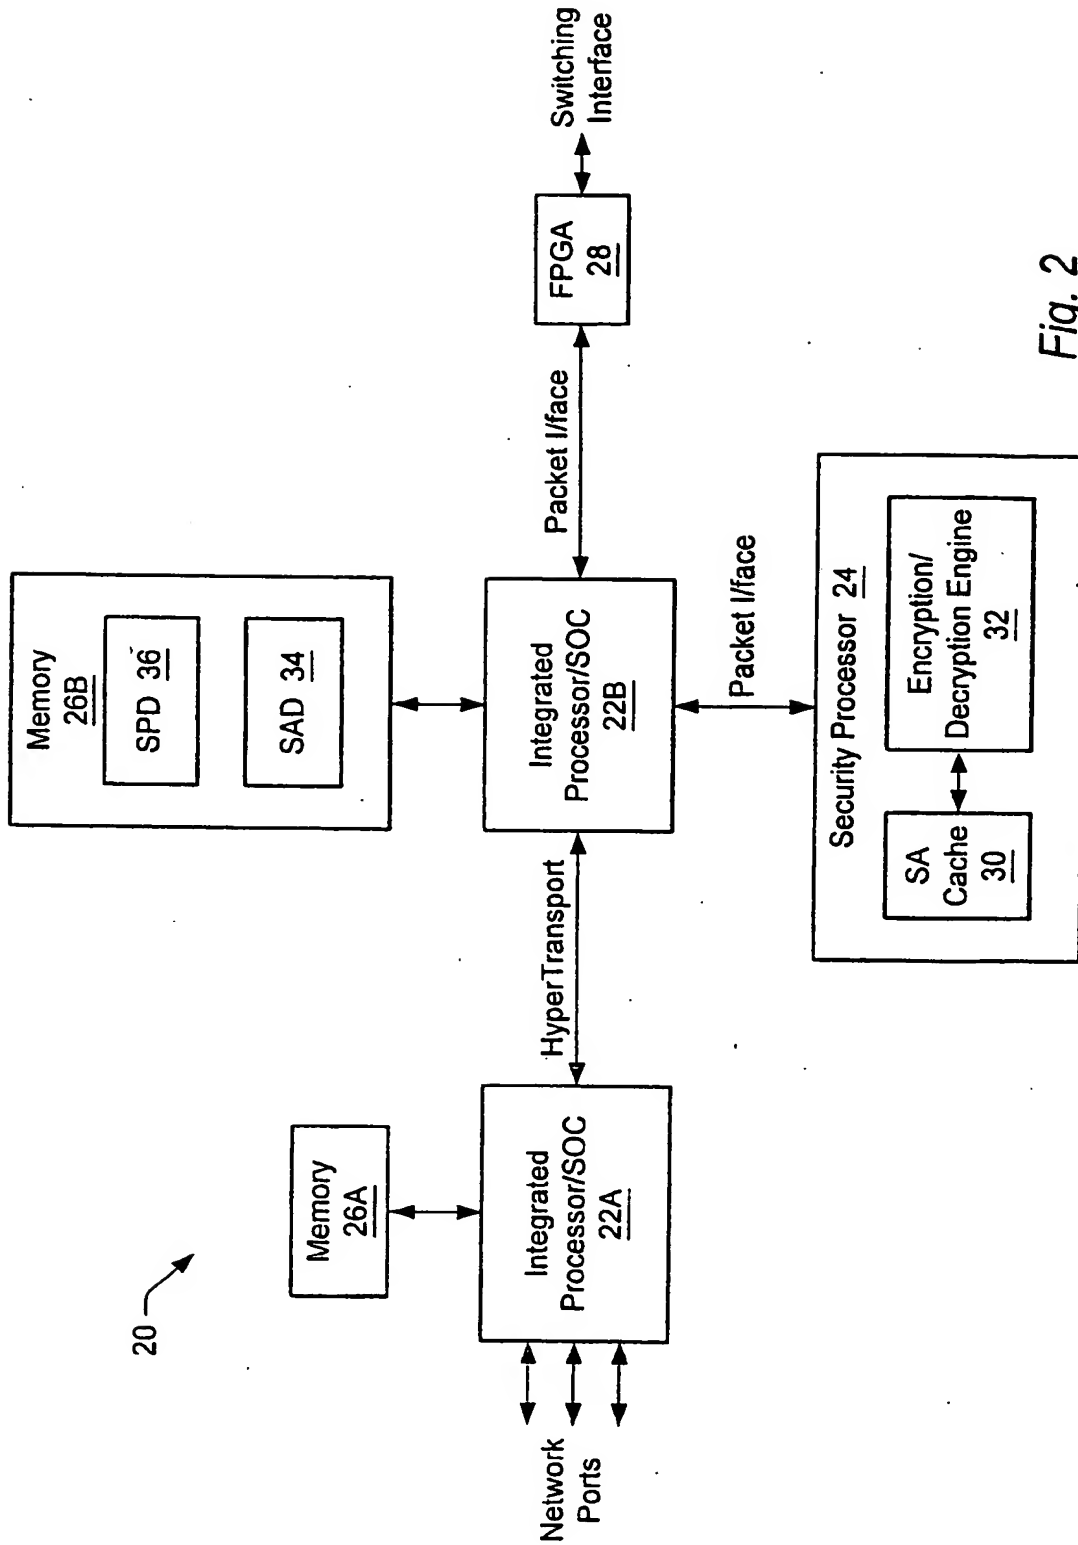 20
Memory
26B
SPD 36
SAD 34
Memory
26A
Network
Ports
Integrated
Processor/SOC
22A
HyperTransport
Integrated
Processor/SOC
22B
Packet I/face
FPGA
28
Switching
Interface
Packet I/face
Security Processor 24
SA
Cache
30
Encryption/
Decryption Engine
32
Fig. 2